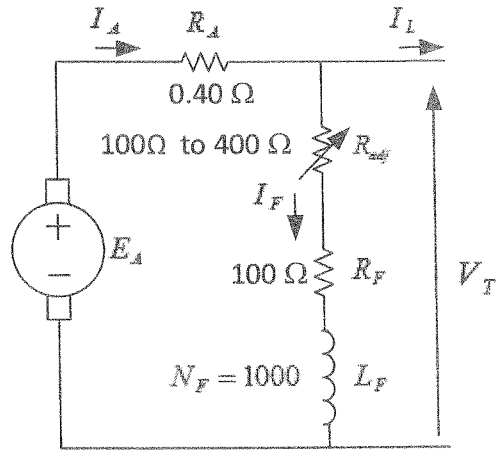 I_A R_A I_L
0.40 Ω
100Ω to 400 Ω R_adj
I_F
+
E_A
−
100 Ω R_F
V_T
N_F = 1000 L_F